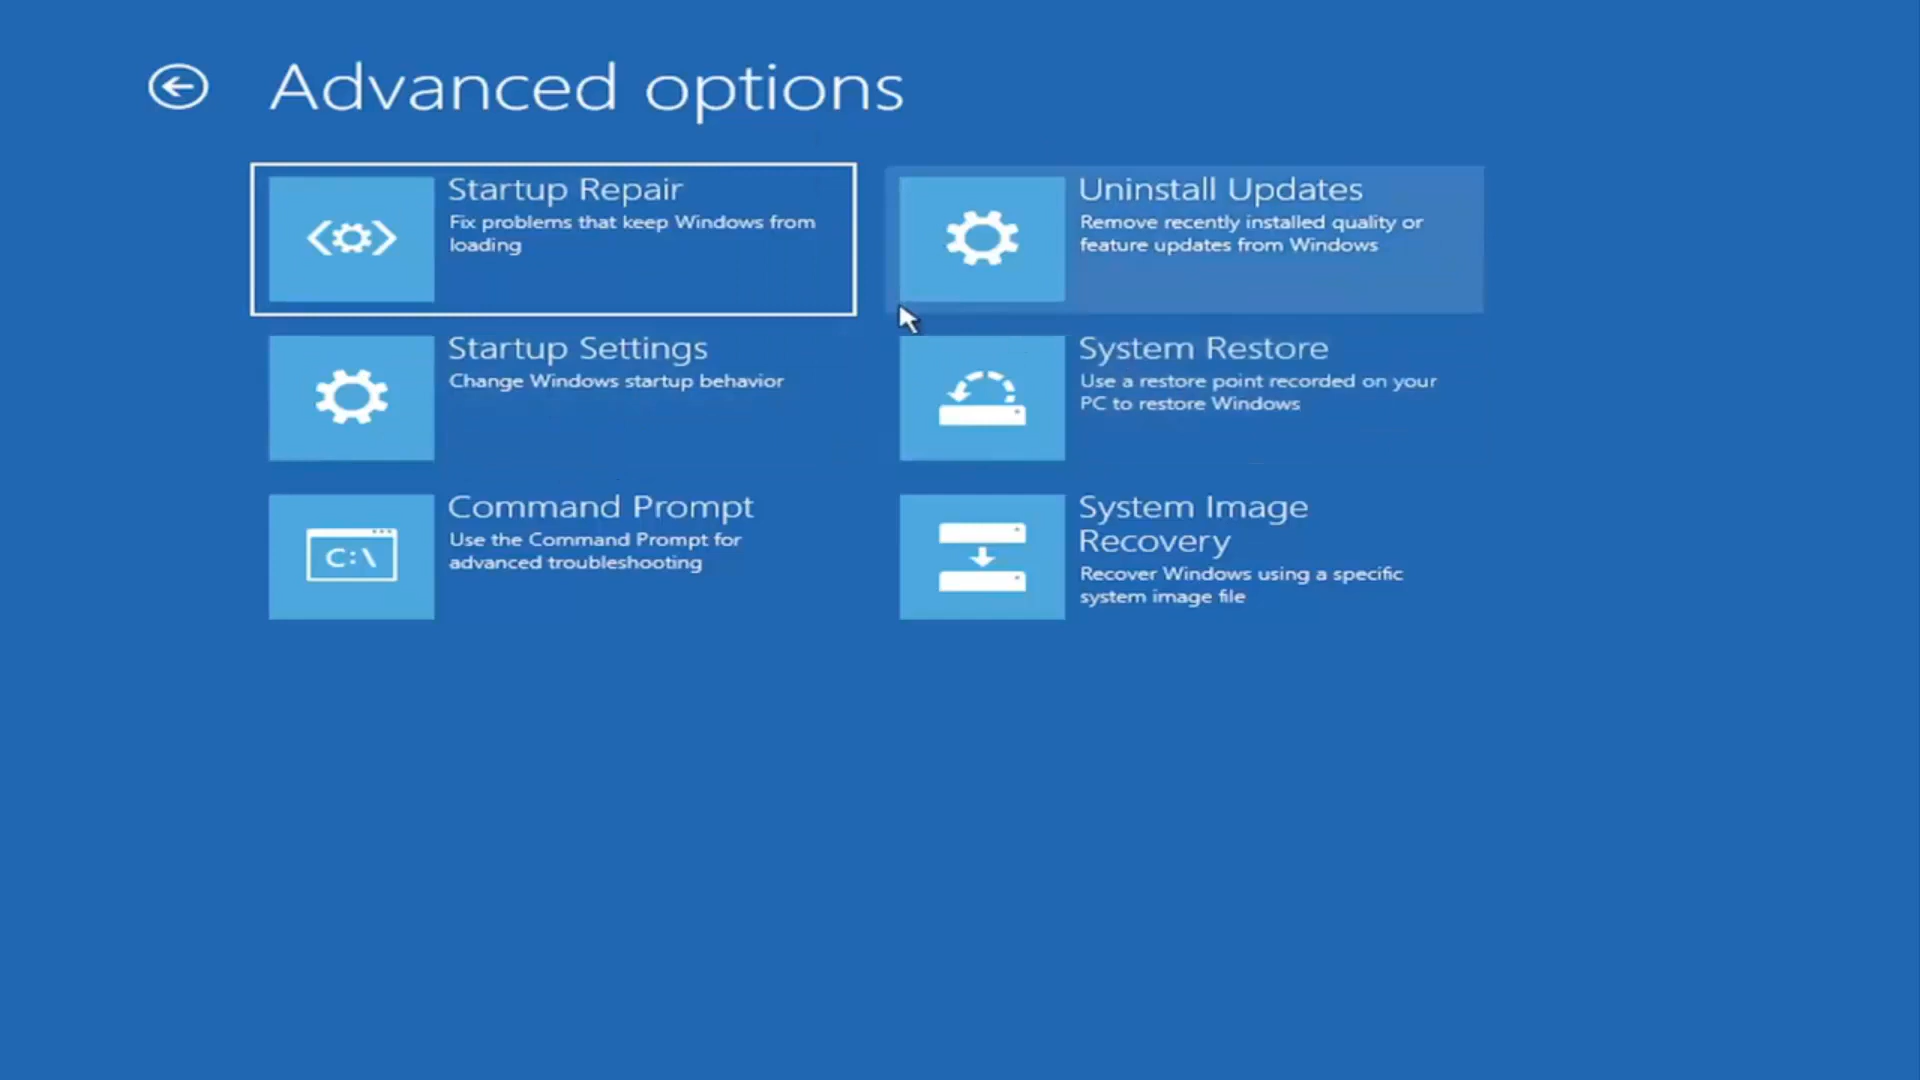 Advanced options
Startup Repair
Fix problems that keep Windows from
loading
Uninstall Updates
Remove recently installed quality or
feature updates from Windows
Startup Settings
Change Windows startup behavior
System Restore
Use a restore point recorded on your
PC to restore Windows
C:\
Command Prompt
Use the Command Prompt for
advanced troubleshooting
System Image
Recovery
Recover Windows using a specific
system image file